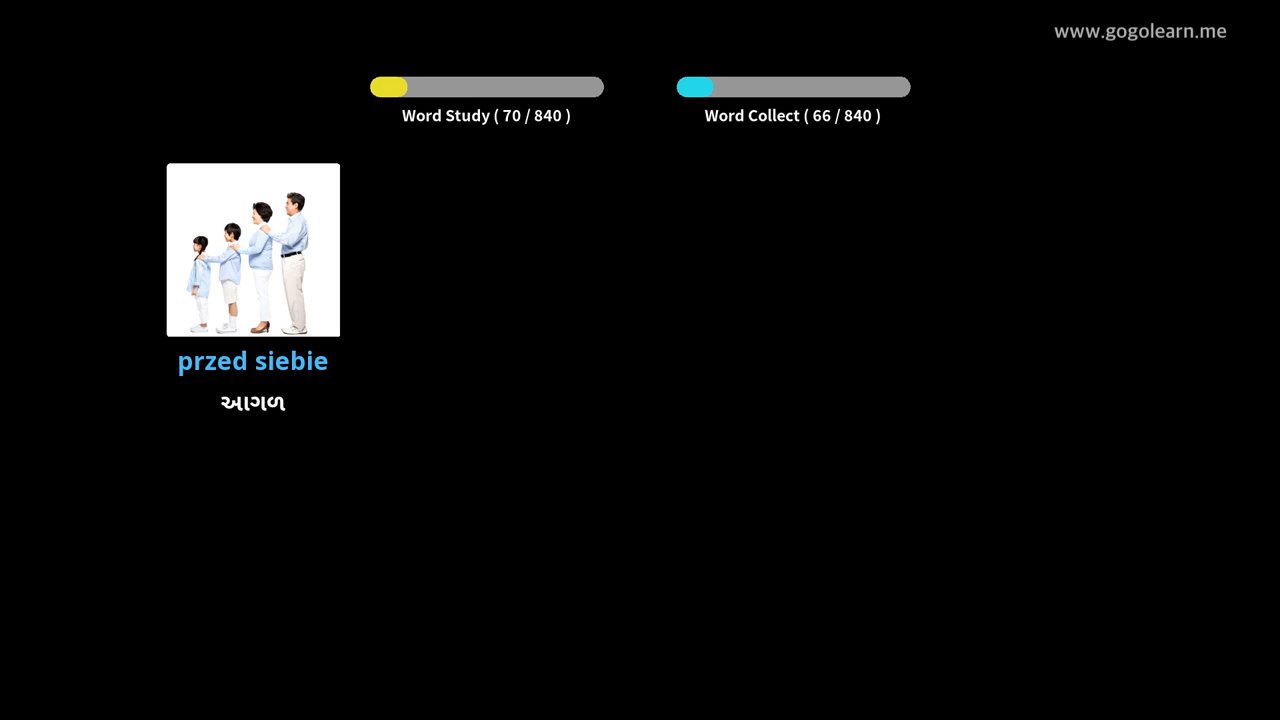 www.gogolearn.me
Word Study ( 70 / 840 )
Word Collect ( 66 / 840 )
przed siebie
આગળ